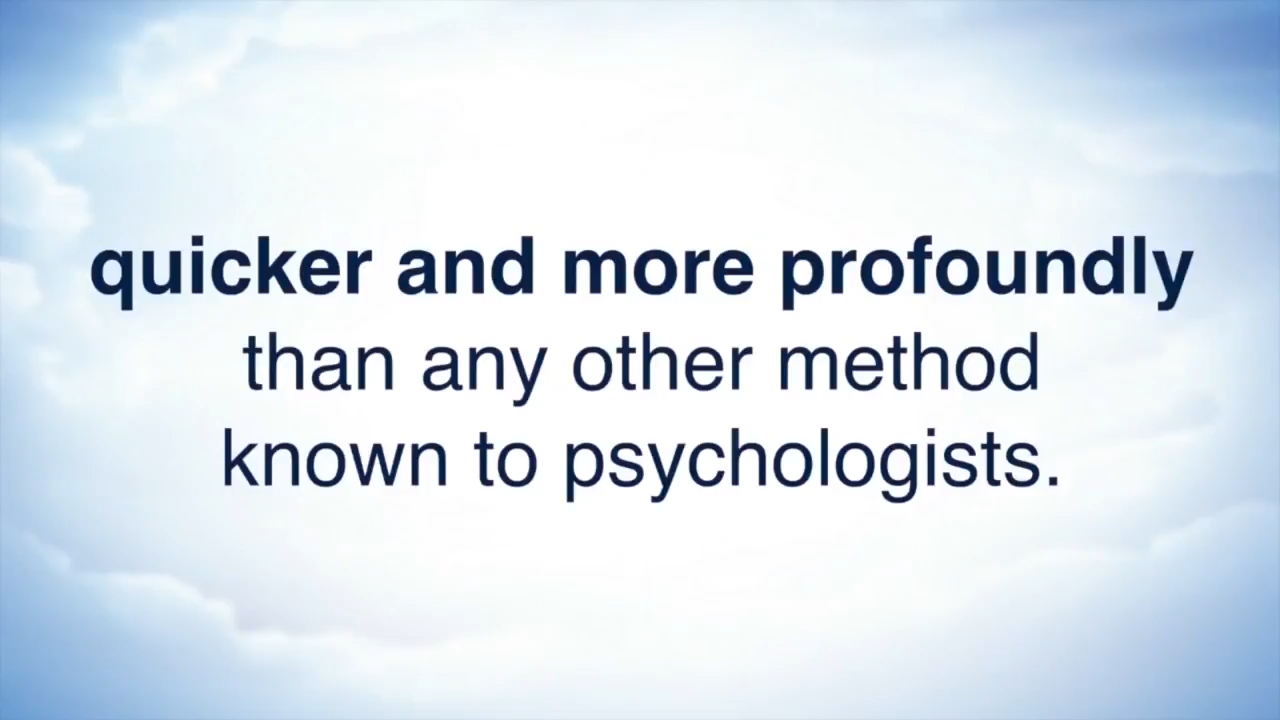 quicker and more profoundly
than any other method
known to psychologists.